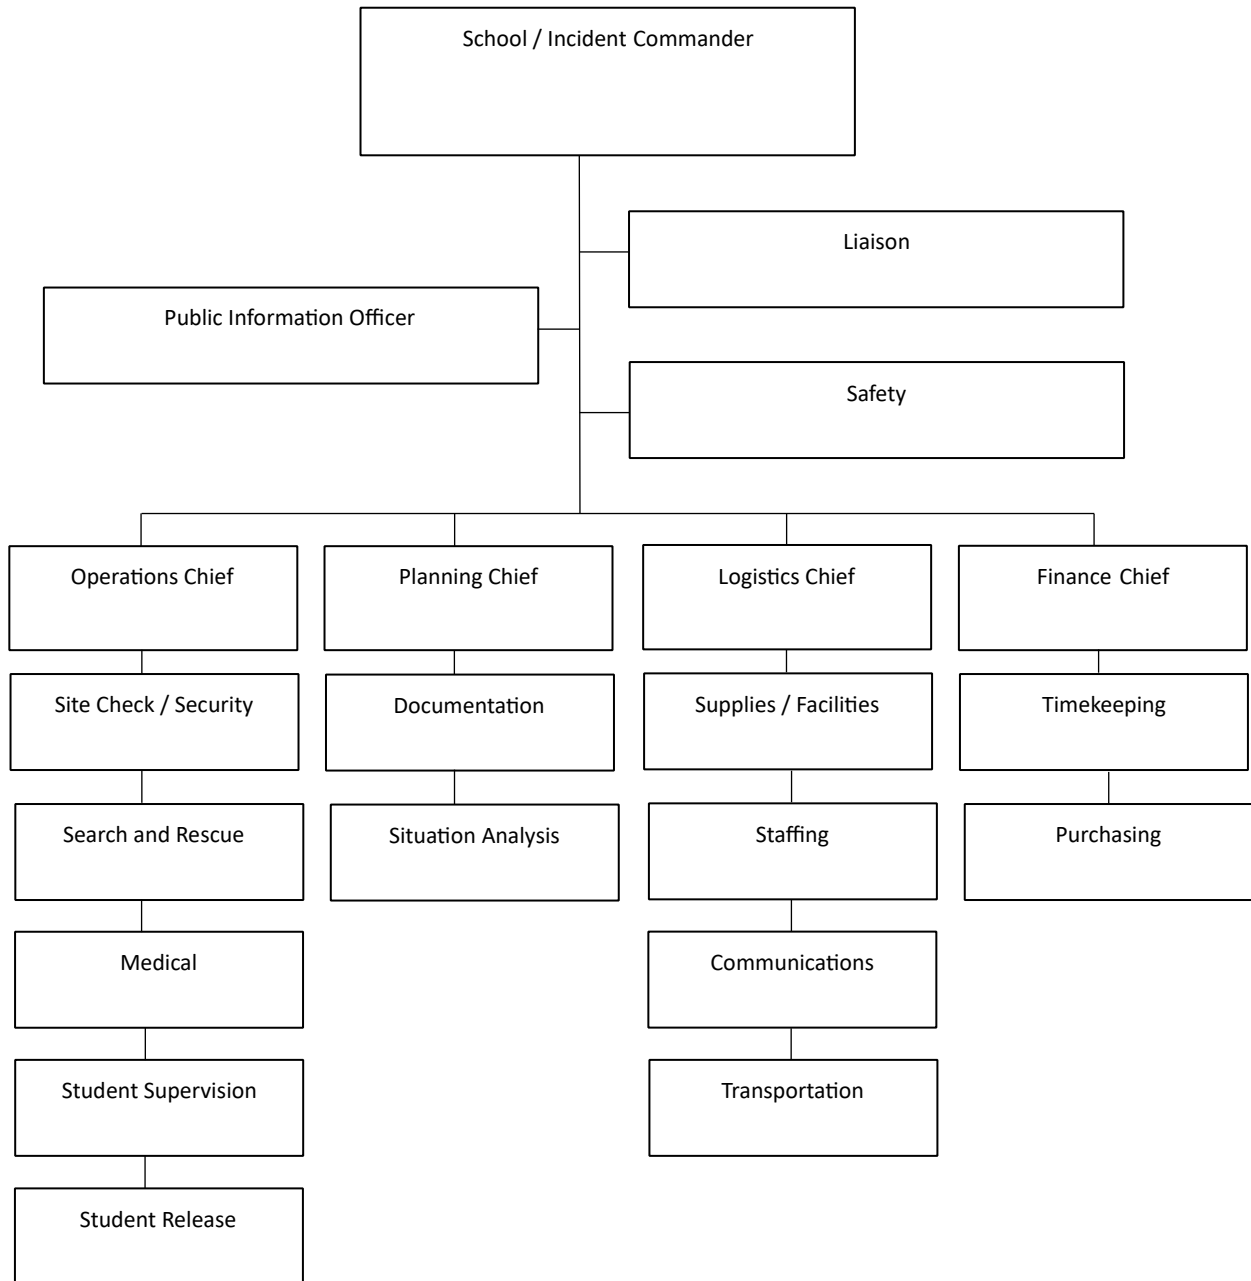 School / Incident Commander
Liaison
Public Information Officer
Safety
Operations Chief
Planning Chief
Logistics Chief
Finance Chief
Site Check / Security
Documentation
Supplies / Facilities
Timekeeping
Search and Rescue
Situation Analysis
Staffing
Purchasing
Medical
Communications
Student Supervision
Transportation
Student Release